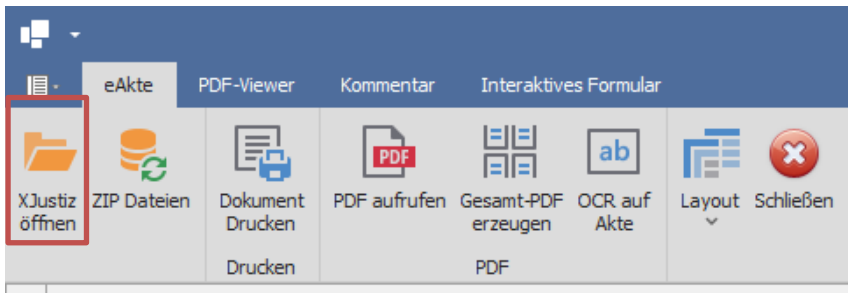 eAkte PDF-Viewer Kommentar Interaktives Formular
PDF
ab
XJustiz ZIP Dateien Dokument PDF aufrufen Gesamt-PDF OCR auf Layout Schließen
öffnen Drucken erzeugen Akte
Drucken PDF